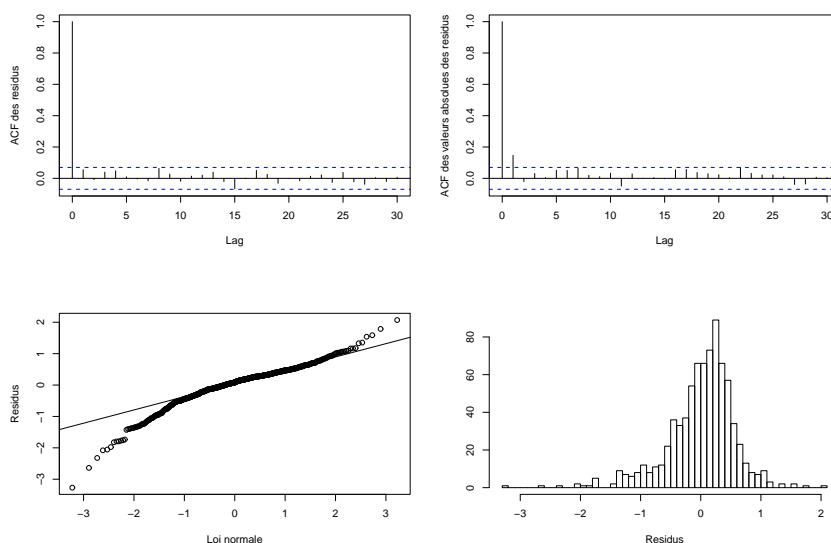 1.0
0.8
0.6
0.4
0.2
0.0
ACF des residus
0 5 10 15 20 25 30
Lag
1.0
0.8
0.6
0.4
0.2
0.0
ACF des valeurs absolues des residus
0 5 10 15 20 25 30
Lag
2
1
0
−1
−2
−3
Residus
−3 −2 −1 0 1 2 3
Loi normale
80
60
40
20
0
−3 −2 −1 0 1 2
Residus